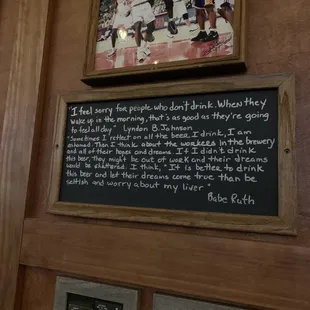 "I feel sorry for people who don't drink. When they
wake up in the morning, that's as good as they're going
to feel all day" Lyndon B. Johnson
"Sometimes I reflect on all the beer I drink, I am
ashamed. Then I think about the workers in the brewery
and all of their hopes and dreams. If I didn't drink
this beer, they might be out of work and their dreams
would be shattered. I think, "It is better to drink
this beer and let their dreams come true than be
selfish and worry about my liver"
Babe Ruth